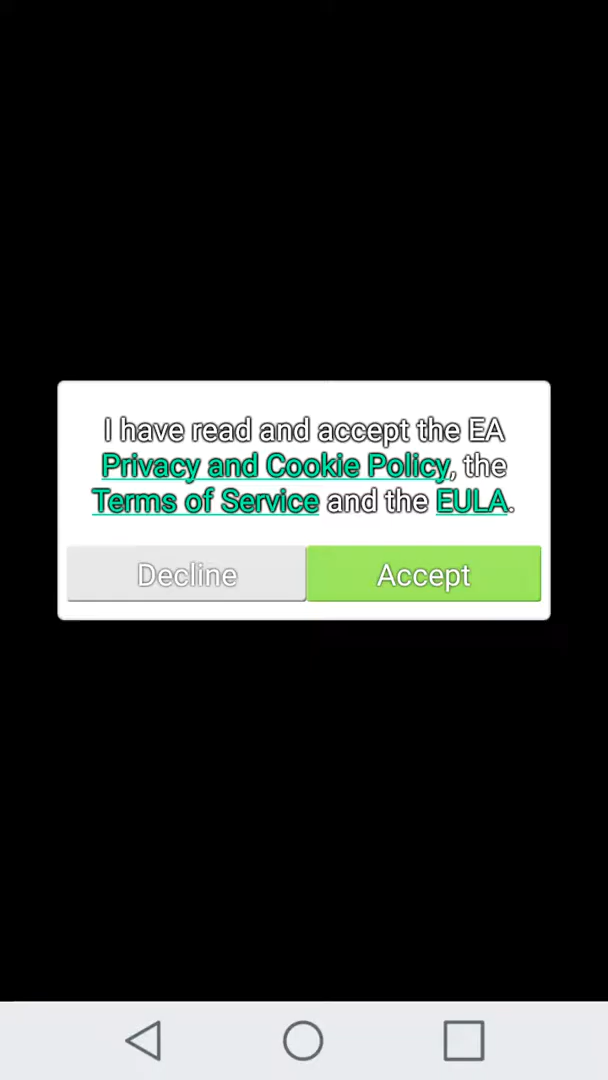 I have read and accept the EA
Privacy and Cookie Policy, the
Terms of Service and the EULA.
Decline
Accept